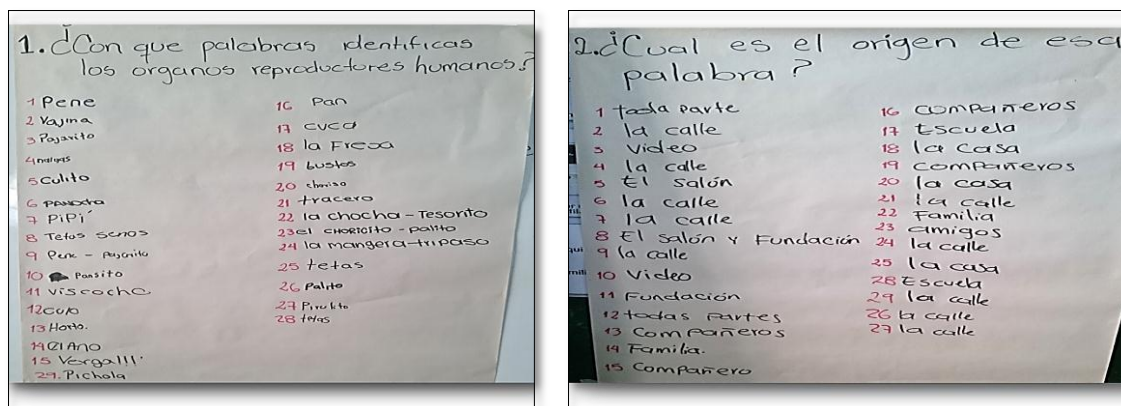 1. ¿Con que palabras identificas
los organos reproductores humanos?
1 Pene
2 Vajina
3 Pajarito
4 nalgas
5 Culito
6 panocha
7 PiPí
8 Tetas senos
9 Pene - Pajarito
10 Pansito
11 viscocho
12 culo
13 Hoyto.
14 El Ano
15 Verga!!!
29. Pichola
16 Pan
17 cuca
18 la Fresa
19 bustos
20 choriso
21 tracero
22 la chocha - Tesorito
23 el choricito - palito
24 la mangera - tripaso
25 tetas
26 Palito
27 Pirulito
28 tetas
2. ¿Cual es el origen de esa
palabra?
1 toda parte
2 la calle
3 Video
4 la calle
5 El salón
6 la calle
7 la calle
8 El salón y Fundación
9 la calle
10 Video
11 Fundación
12 todas partes
13 Compañeros
14 Familia.
15 Compañero
16 compañeros
17 Escuela
18 la casa
19 compañeros
20 la casa
21 la calle
22 Familia
23 amigos
24 la calle
25 la casa
28 Escuela
29 la calle
26 la calle
27 la calle